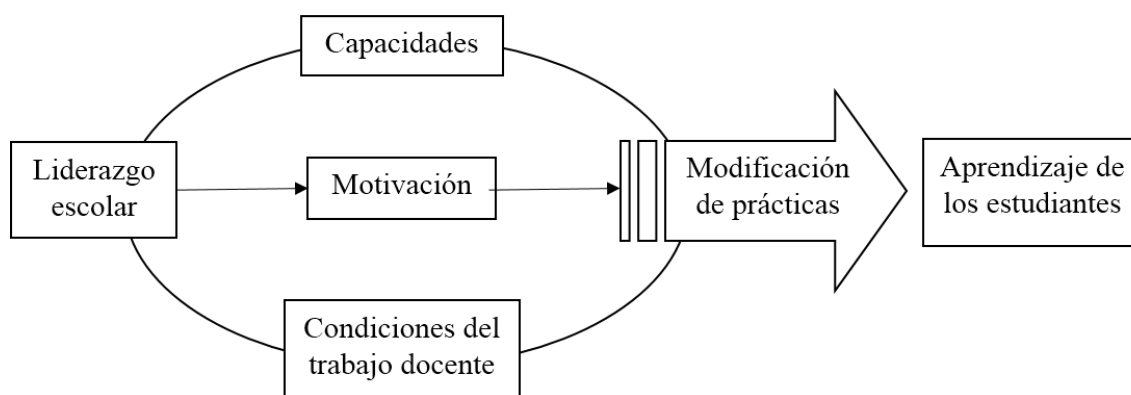 Capacidades
Liderazgo
escolar
Motivación
Modificación
de prácticas
Aprendizaje de
los estudiantes
Condiciones del
trabajo docente